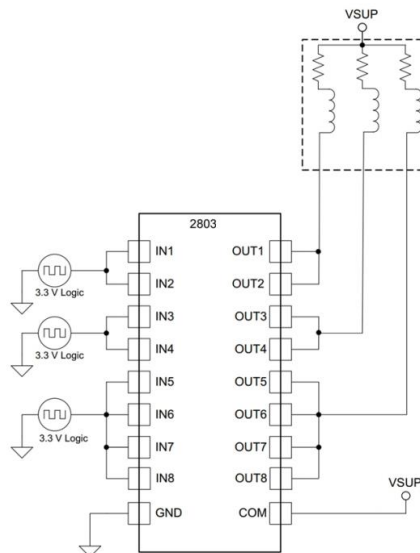 VSUP
2803
IN1 OUT1
IN2 OUT2
3.3 V Logic
IN3 OUT3
IN4 OUT4
3.3 V Logic
IN5 OUT5
IN6 OUT6
3.3 V Logic
IN7 OUT7
IN8 OUT8
VSUP
GND COM